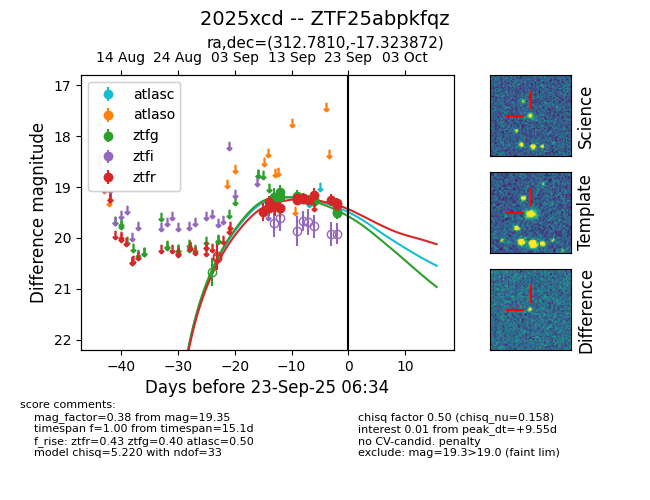 2025xcd -- ZTF25abpkfqz
ra,dec=(312.7810,-17.323872)
14 Aug 24 Aug 03 Sep 13 Sep 23 Sep 03 Oct
17
18
19
20
21
22
Difference magnitude
atlasc
atlaso
ztfg
ztfi
ztfr
−40 −30 −20 −10 0 10
Days before 23-Sep-25 06:34
Science
Template
Difference
score comments:
mag_factor=0.38 from mag=19.35
timespan f=1.00 from timespan=15.1d
f_rise: ztfr=0.43 ztfg=0.40 atlasc=0.50
model chisq=5.220 with ndof=33
chisq factor 0.50 (chisq_nu=0.158)
interest 0.01 from peak_dt=+9.55d
no CV-candid. penalty
exclude: mag=19.3>19.0 (faint lim)